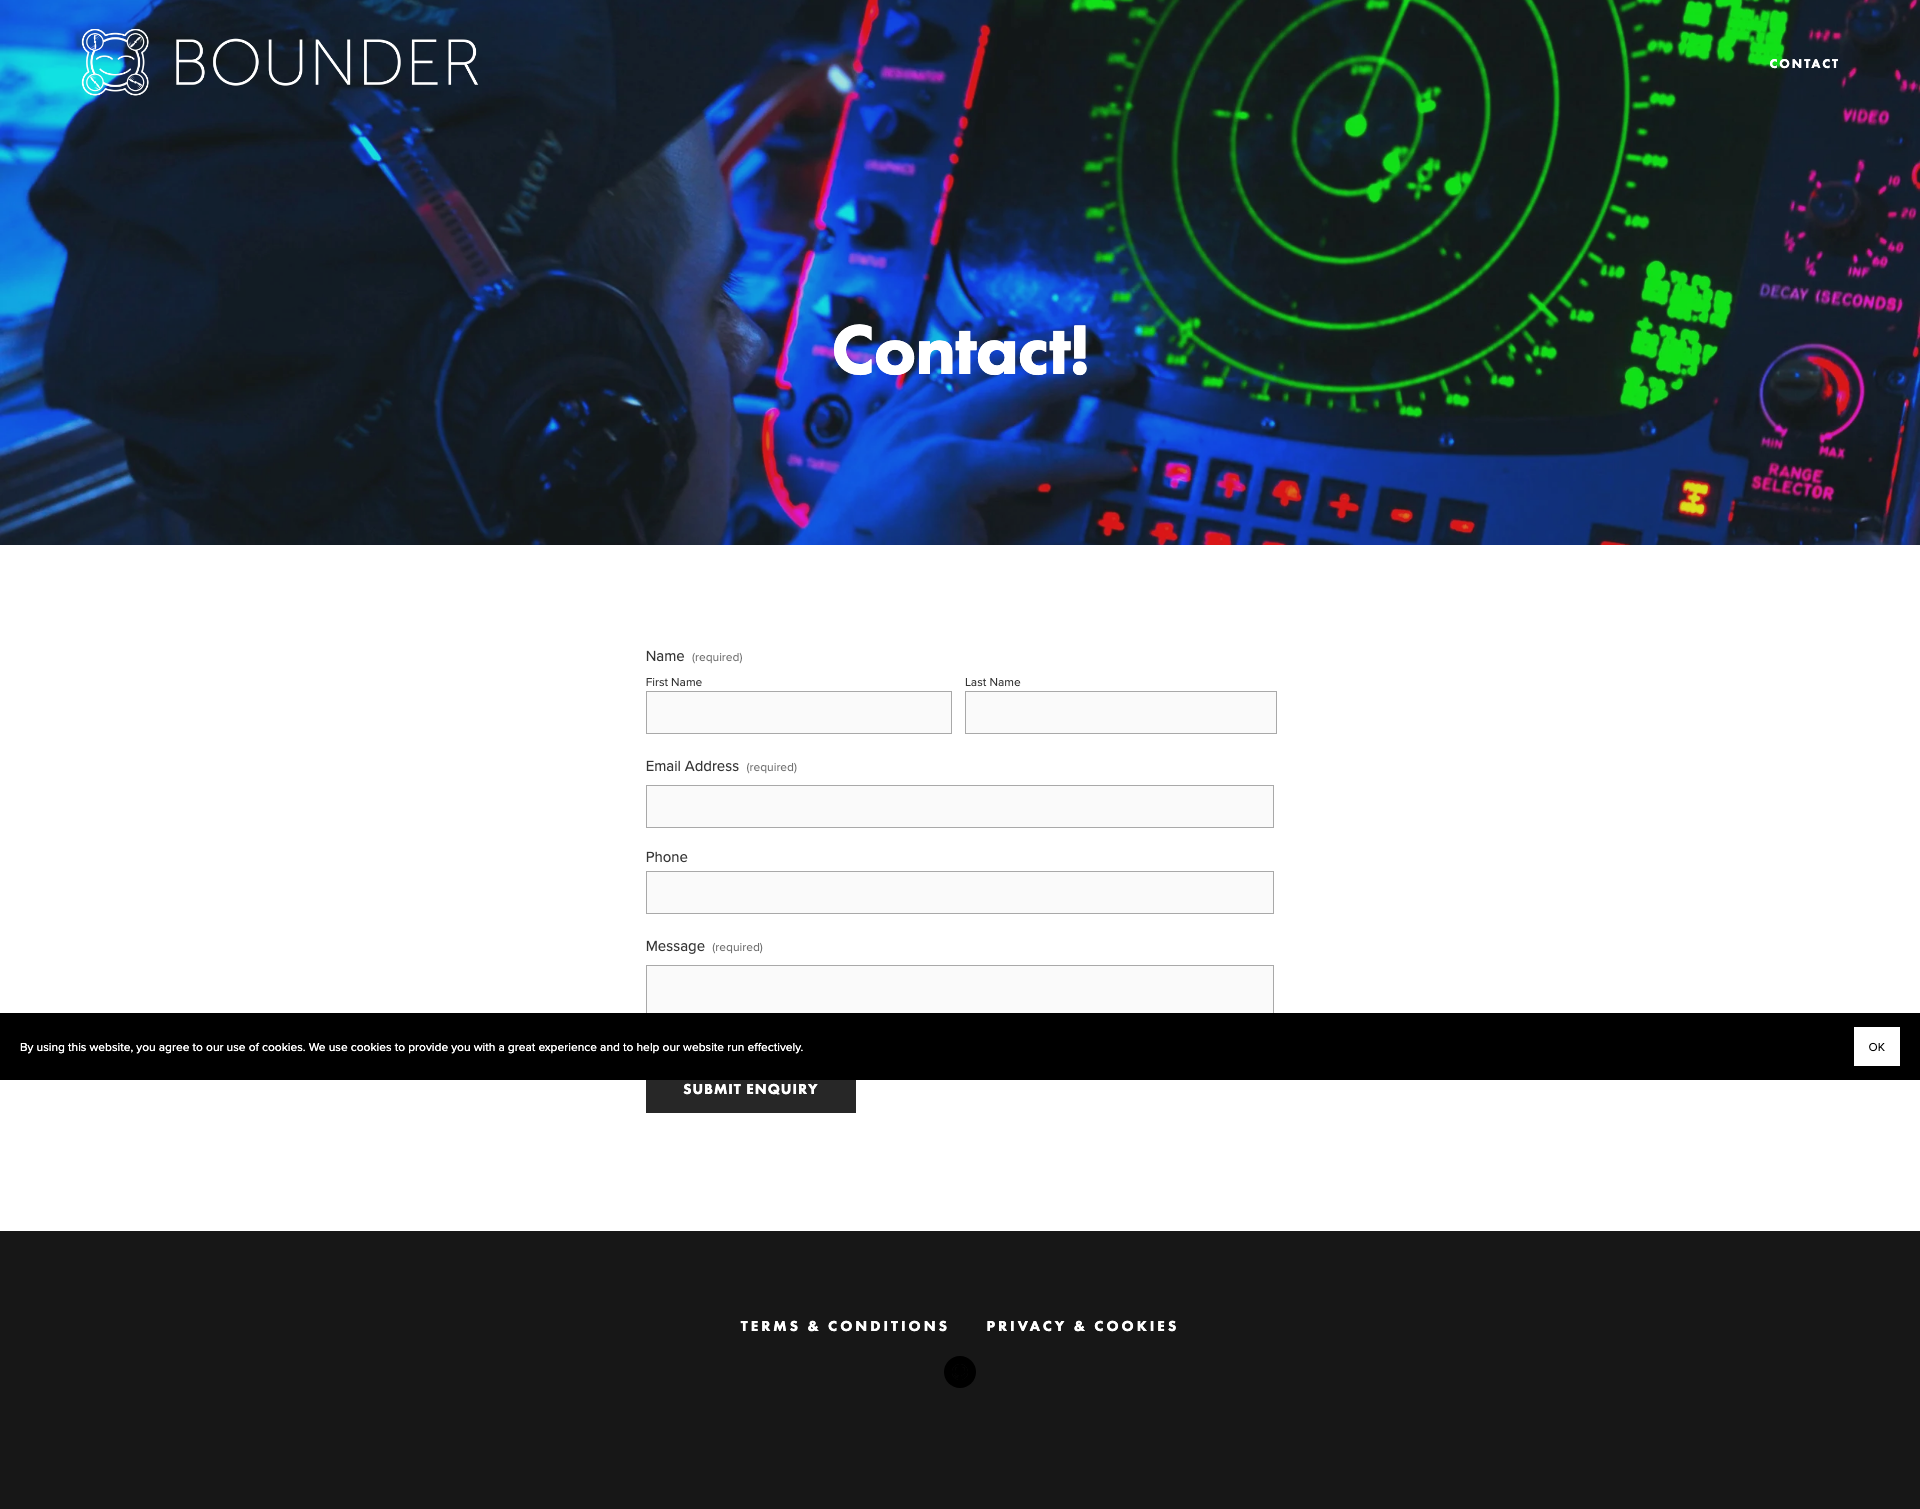 BOUNDER
CONTACT
Victory
VIDEO
DECAY (SECONDS)
Contact!
MIN
MAX
RANGE
SELECTOR
Name (required)
First Name
Last Name
Email Address (required)
Phone
Message (required)
By using this website, you agree to our use of cookies. We use cookies to provide you with a great experience and to help our website run effectively.
OK
SUBMIT ENQUIRY
TERMS & CONDITIONS
PRIVACY & COOKIES